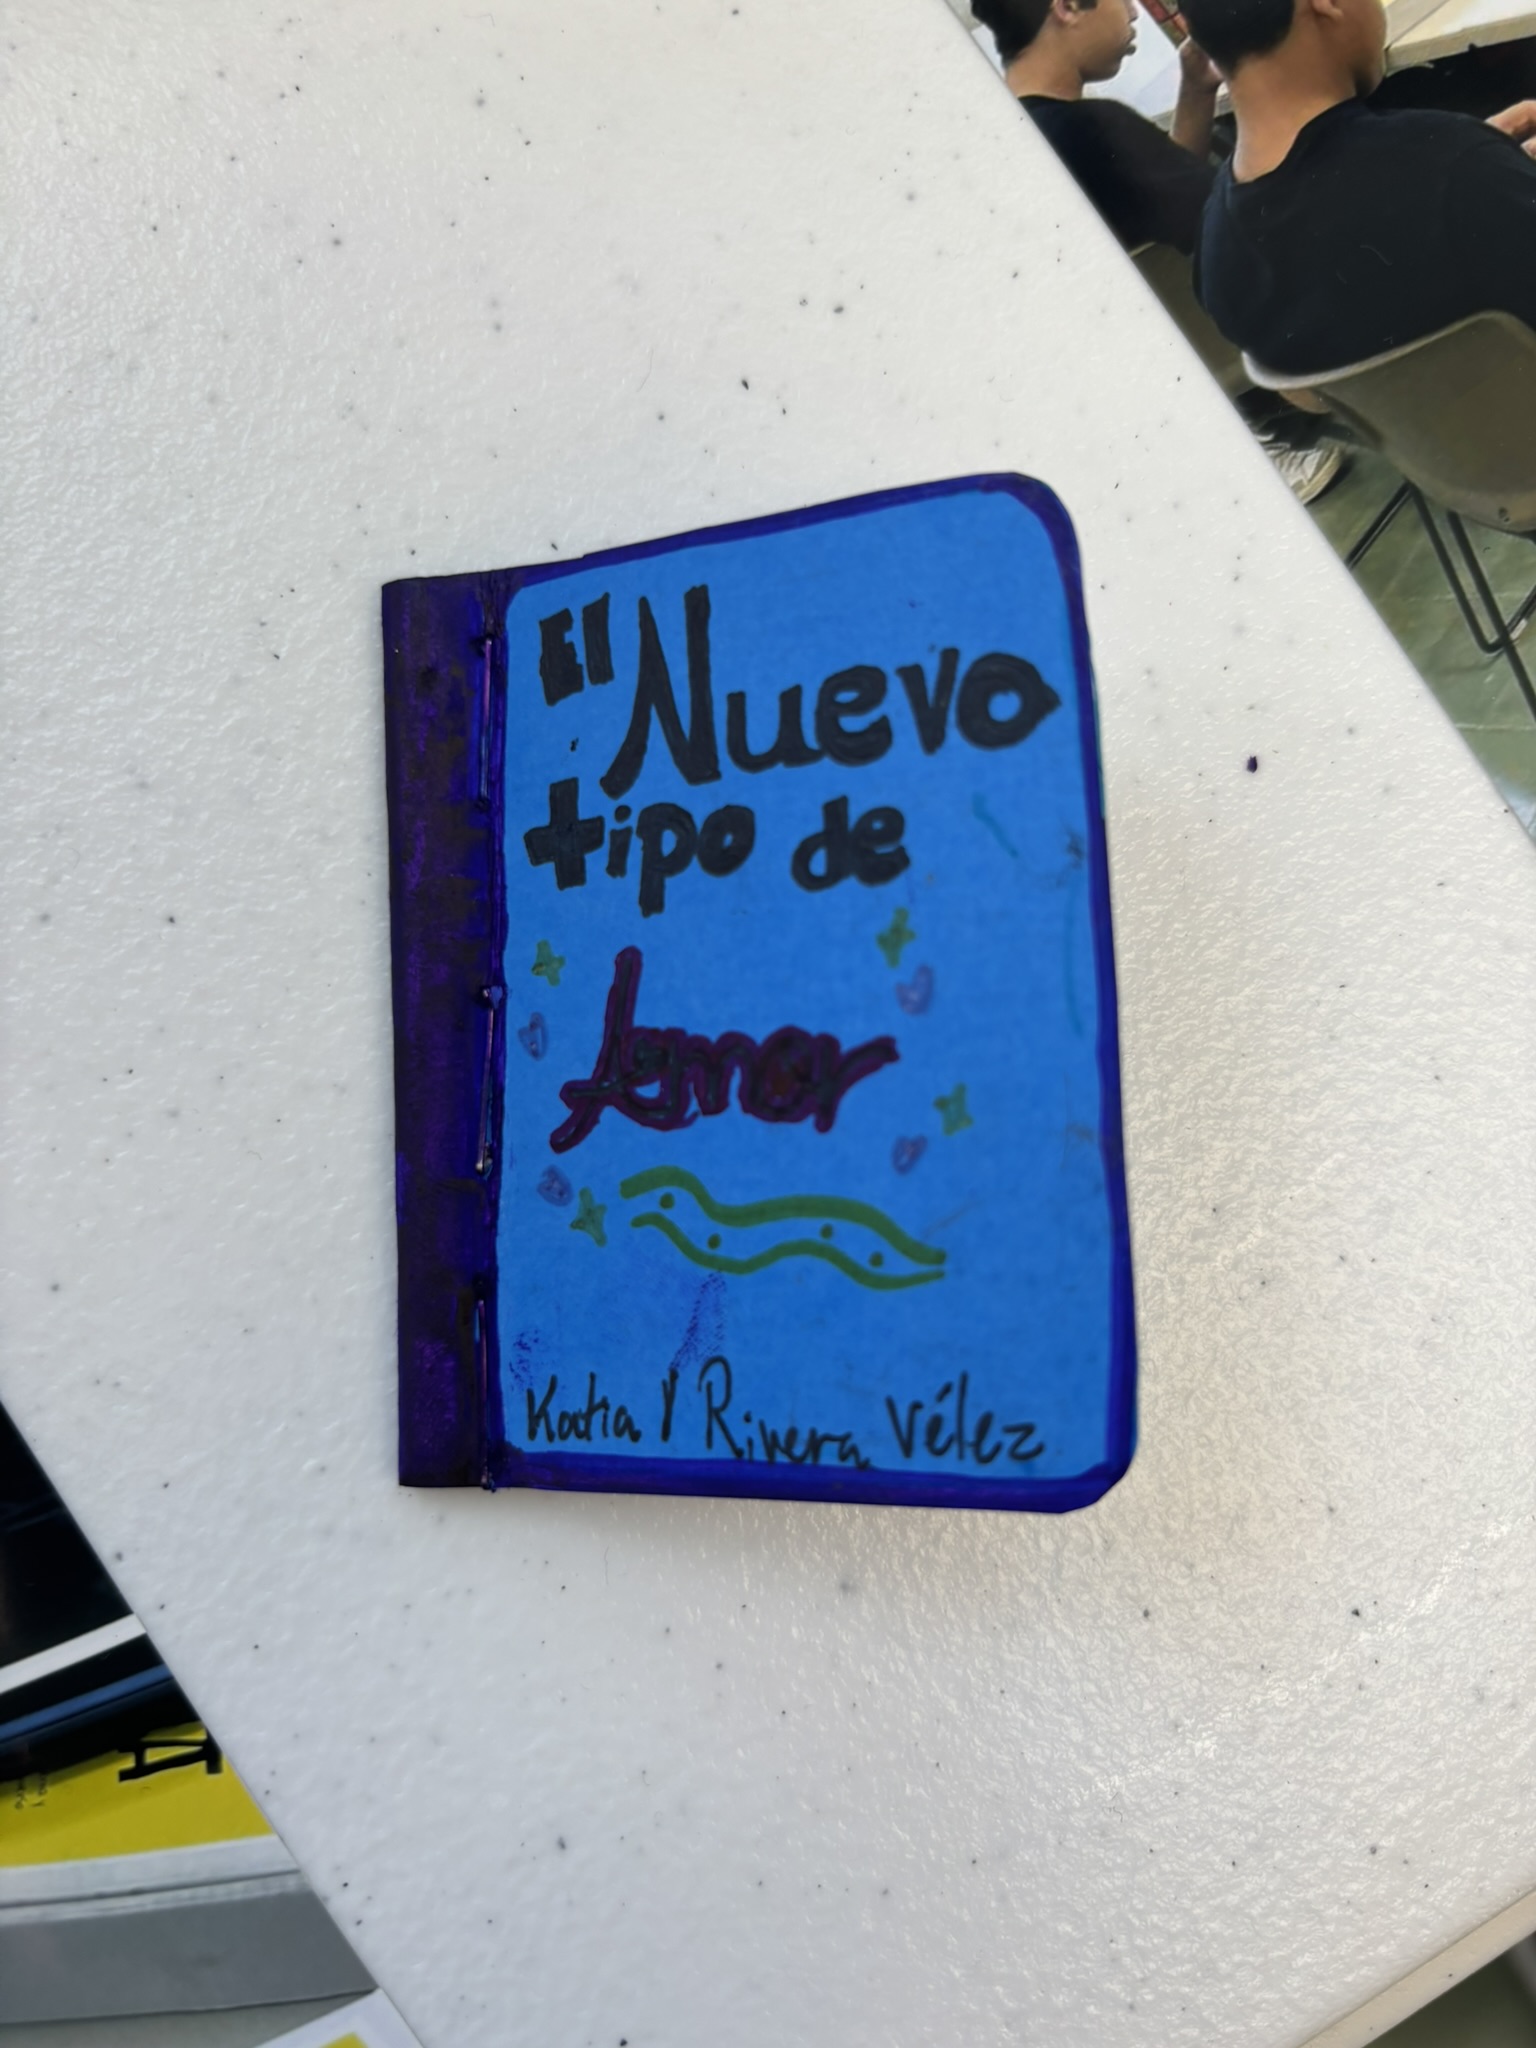 El Nuevo
tipo de
Amor
Katia Y Rivera Vélez